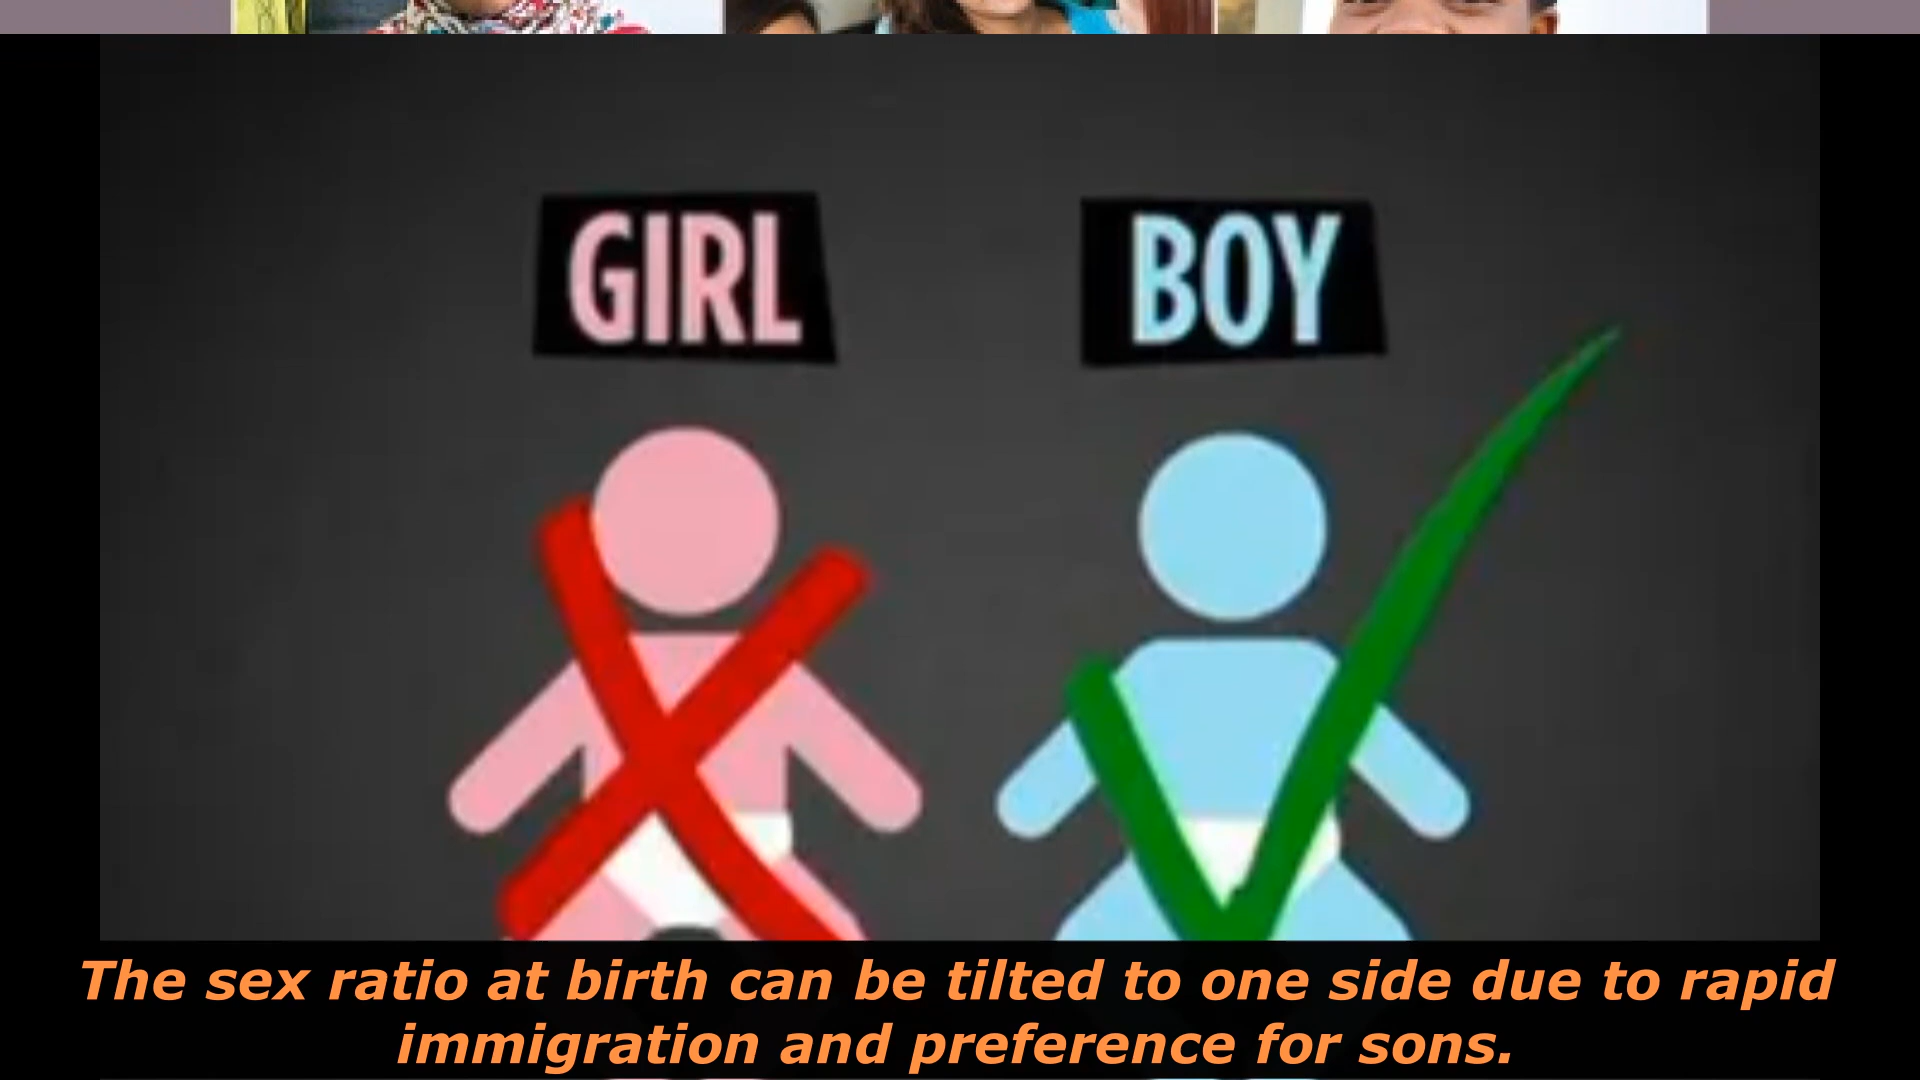 GIRL
BOY
The sex ratio at birth can be tilted to one side due to rapid
immigration and preference for sons.